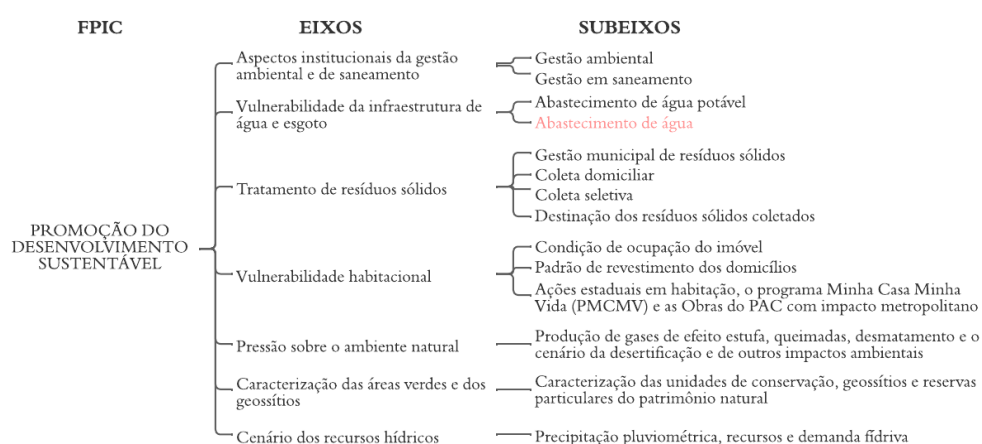 FPIC
EIXOS
SUBEIXOS
PROMOÇÃO DO
DESENVOLVIMENTO
SUSTENTÁVEL
Aspectos institucionais da gestão
ambiental e de saneamento
Gestão ambiental
Gestão em saneamento
Vulnerabilidade da infraestrutura de
água e esgoto
Abastecimento de água potável
Abastecimento de água
Tratamento de resíduos sólidos
Gestão municipal de resíduos sólidos
Coleta domiciliar
Coleta seletiva
Destinação dos resíduos sólidos coletados
Vulnerabilidade habitacional
Condição de ocupação do imóvel
Padrão de revestimento dos domicílios
Ações estaduais em habitação, o programa Minha Casa Minha
Vida (PMCMV) e as Obras do PAC com impacto metropolitano
Pressão sobre o ambiente natural
Produção de gases de efeito estufa, queimadas, desmatamento e o
cenário da desertificação e de outros impactos ambientais
Caracterização das áreas verdes e dos
geossítios
Caracterização das unidades de conservação, geossítios e reservas
particulares do patrimônio natural
Cenário dos recursos hídricos
Precipitação pluviométrica, recursos e demanda fídriva